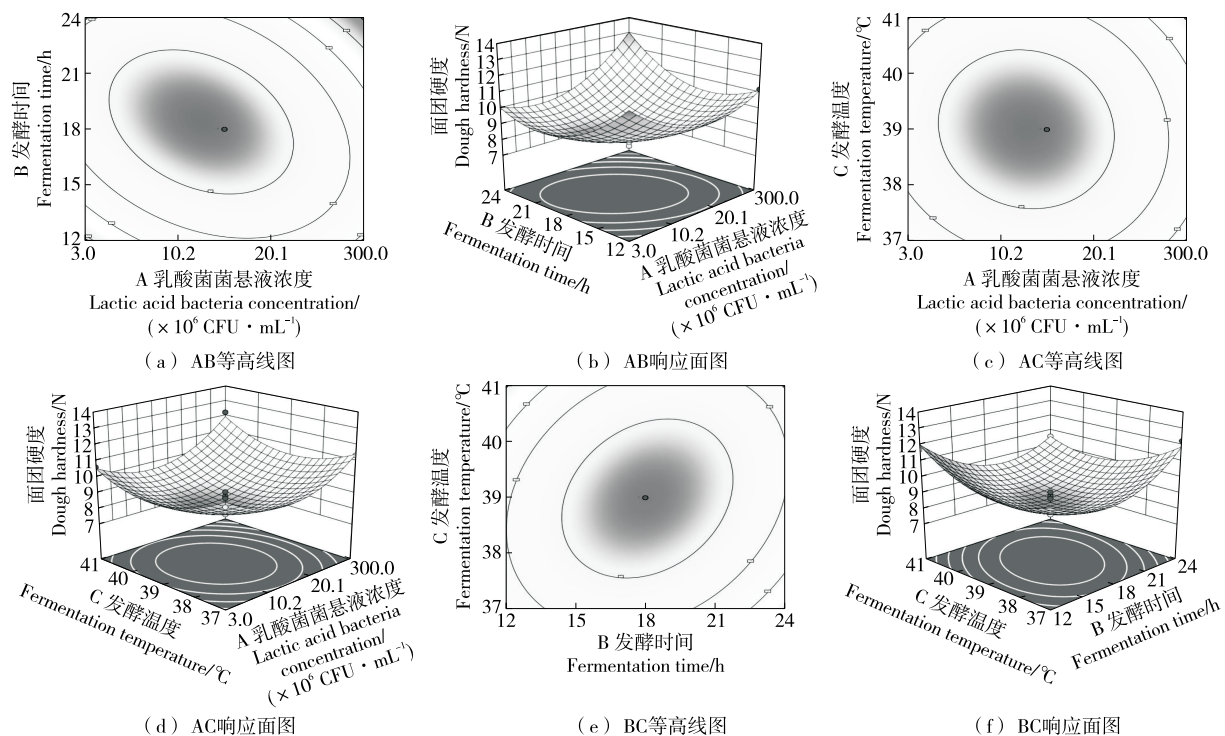 24
21
18
15
12
B 发酵时间
Fermentation time/h
3.0
10.2
20.1
300.0
A 乳酸菌菌悬液浓度
Lactic acid bacteria concentration/
(×10⁶ CFU·mL⁻¹)
(a) AB等高线图
14
13
12
11
10
9
8
7
面团硬度
Dough hardness/N
24
21
18
15
12
B 发酵时间
Fermentation time/h
3.0
10.2
20.1
300.0
A 乳酸菌菌悬液浓度
Lactic acid bacteria
concentration/
(×10⁶ CFU·mL⁻¹)
(b) AB响应面图
41
40
39
38
37
C 发酵温度
Fermentation temperature/℃
3.0
10.2
20.1
300.0
A 乳酸菌菌悬液浓度
Lactic acid bacteria concentration/
(×10⁶ CFU·mL⁻¹)
(c) AC等高线图
14
13
12
11
10
9
8
7
面团硬度
Dough hardness/N
41
40
39
38
37
C 发酵温度
Fermentation temperature/℃
3.0
10.2
20.1
300.0
A 乳酸菌菌悬液浓度
Lactic acid bacteria
concentration/
(×10⁶ CFU·mL⁻¹)
(d) AC响应面图
41
40
39
38
37
C 发酵温度
Fermentation temperature/℃
12
15
18
21
24
B 发酵时间
Fermentation time/h
(e) BC等高线图
14
13
12
11
10
9
8
7
面团硬度
Dough hardness/N
41
40
39
38
37
C 发酵温度
Fermentation temperature/℃
12
15
18
21
24
B 发酵时间
Fermentation time/h
(f) BC响应面图